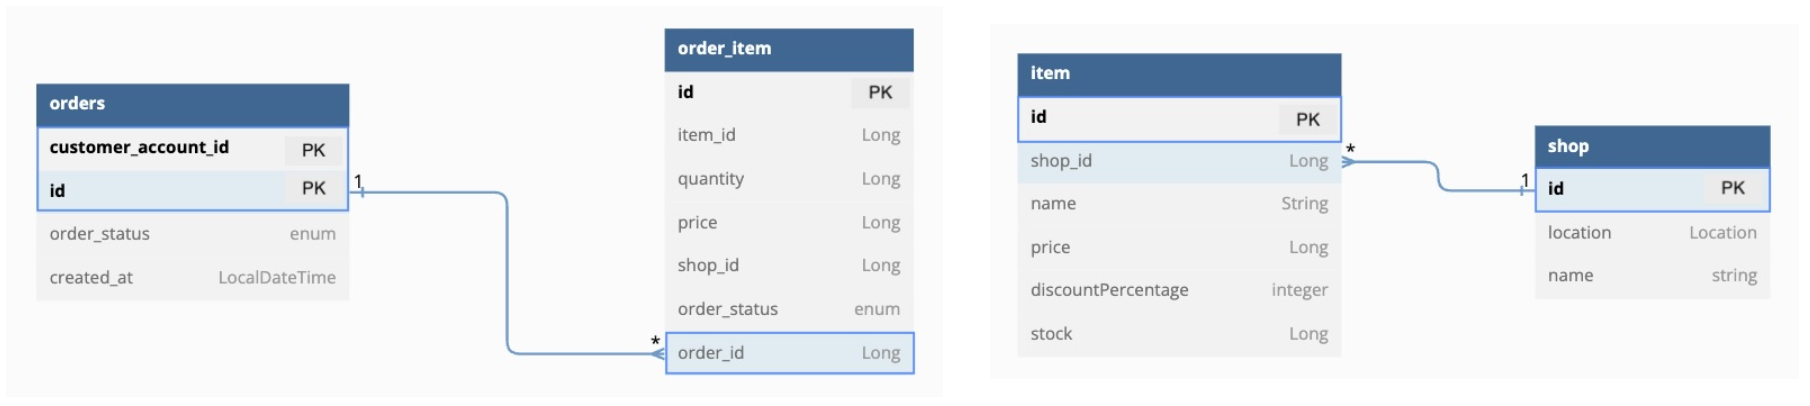 orders
customer_account_id PK
id PK
order_status enum
created_at LocalDateTime
1
*
order_item
id PK
item_id Long
quantity Long
price Long
shop_id Long
order_status enum
order_id Long
item
id PK
shop_id Long
name String
price Long
discountPercentage integer
stock Long
*
1
shop
id PK
location Location
name string